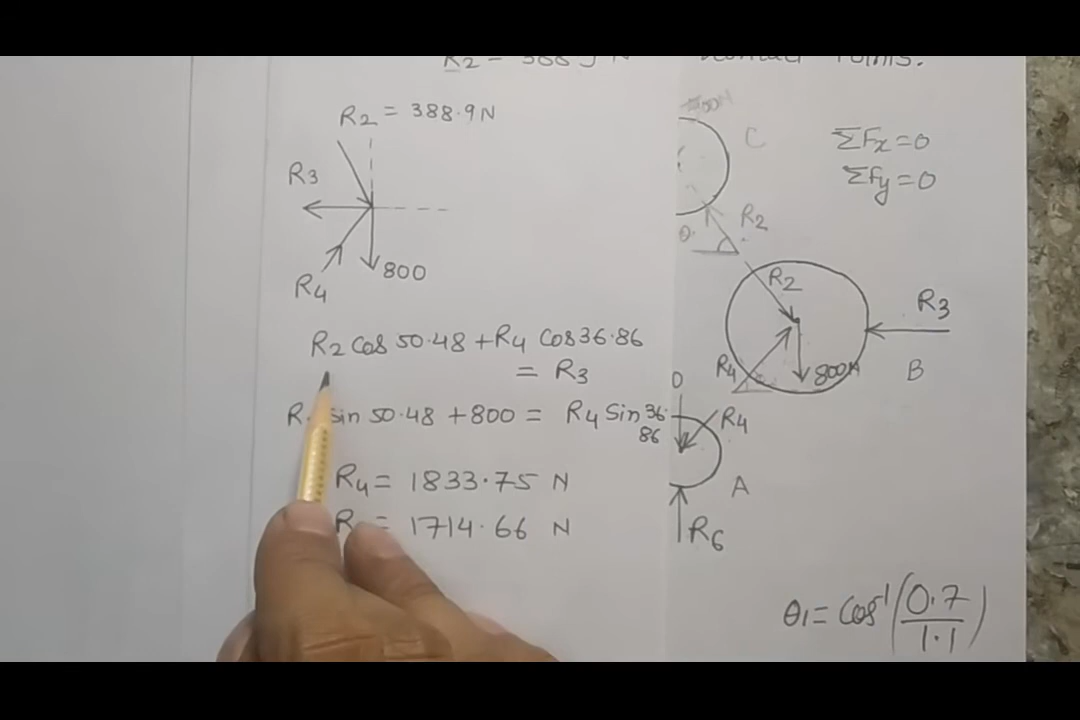 R2 = 388.9 N
R3
R4
800
R2 cos 50.48 + R4 cos 36.86
= R3
sin 50.48 + 800 = R4 Sin 36.
86
R4 = 1833.75 N
= 1714.66 N
C
R2
θ.
ΣFx = 0
ΣFy = 0
R2
R3
R4
800N
B
R4
A
R6
θ1 = Cos⁻¹(0.7/1.1)